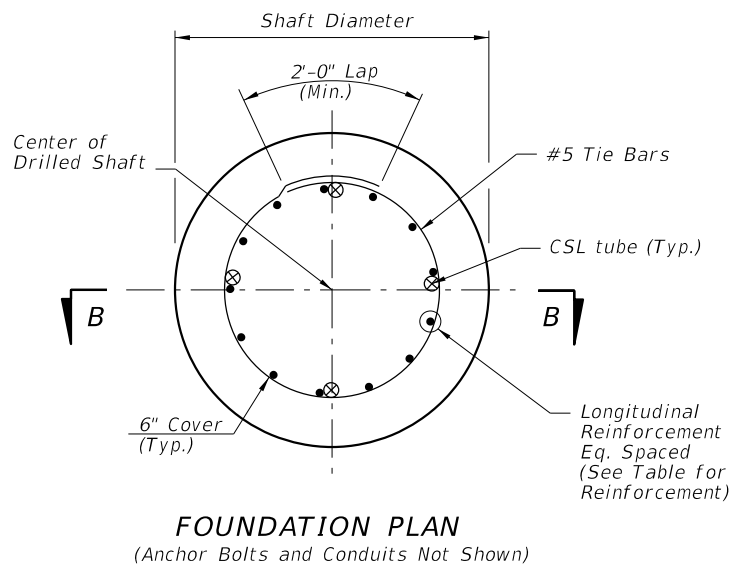 Shaft Diameter
2'-0" Lap
(Min.)
Center of
Drilled Shaft
#5 Tie Bars
CSL tube (Typ.)
B
B
6" Cover
(Typ.)
Longitudinal
Reinforcement
Eq. Spaced
(See Table for
Reinforcement)
FOUNDATION PLAN
(Anchor Bolts and Conduits Not Shown)